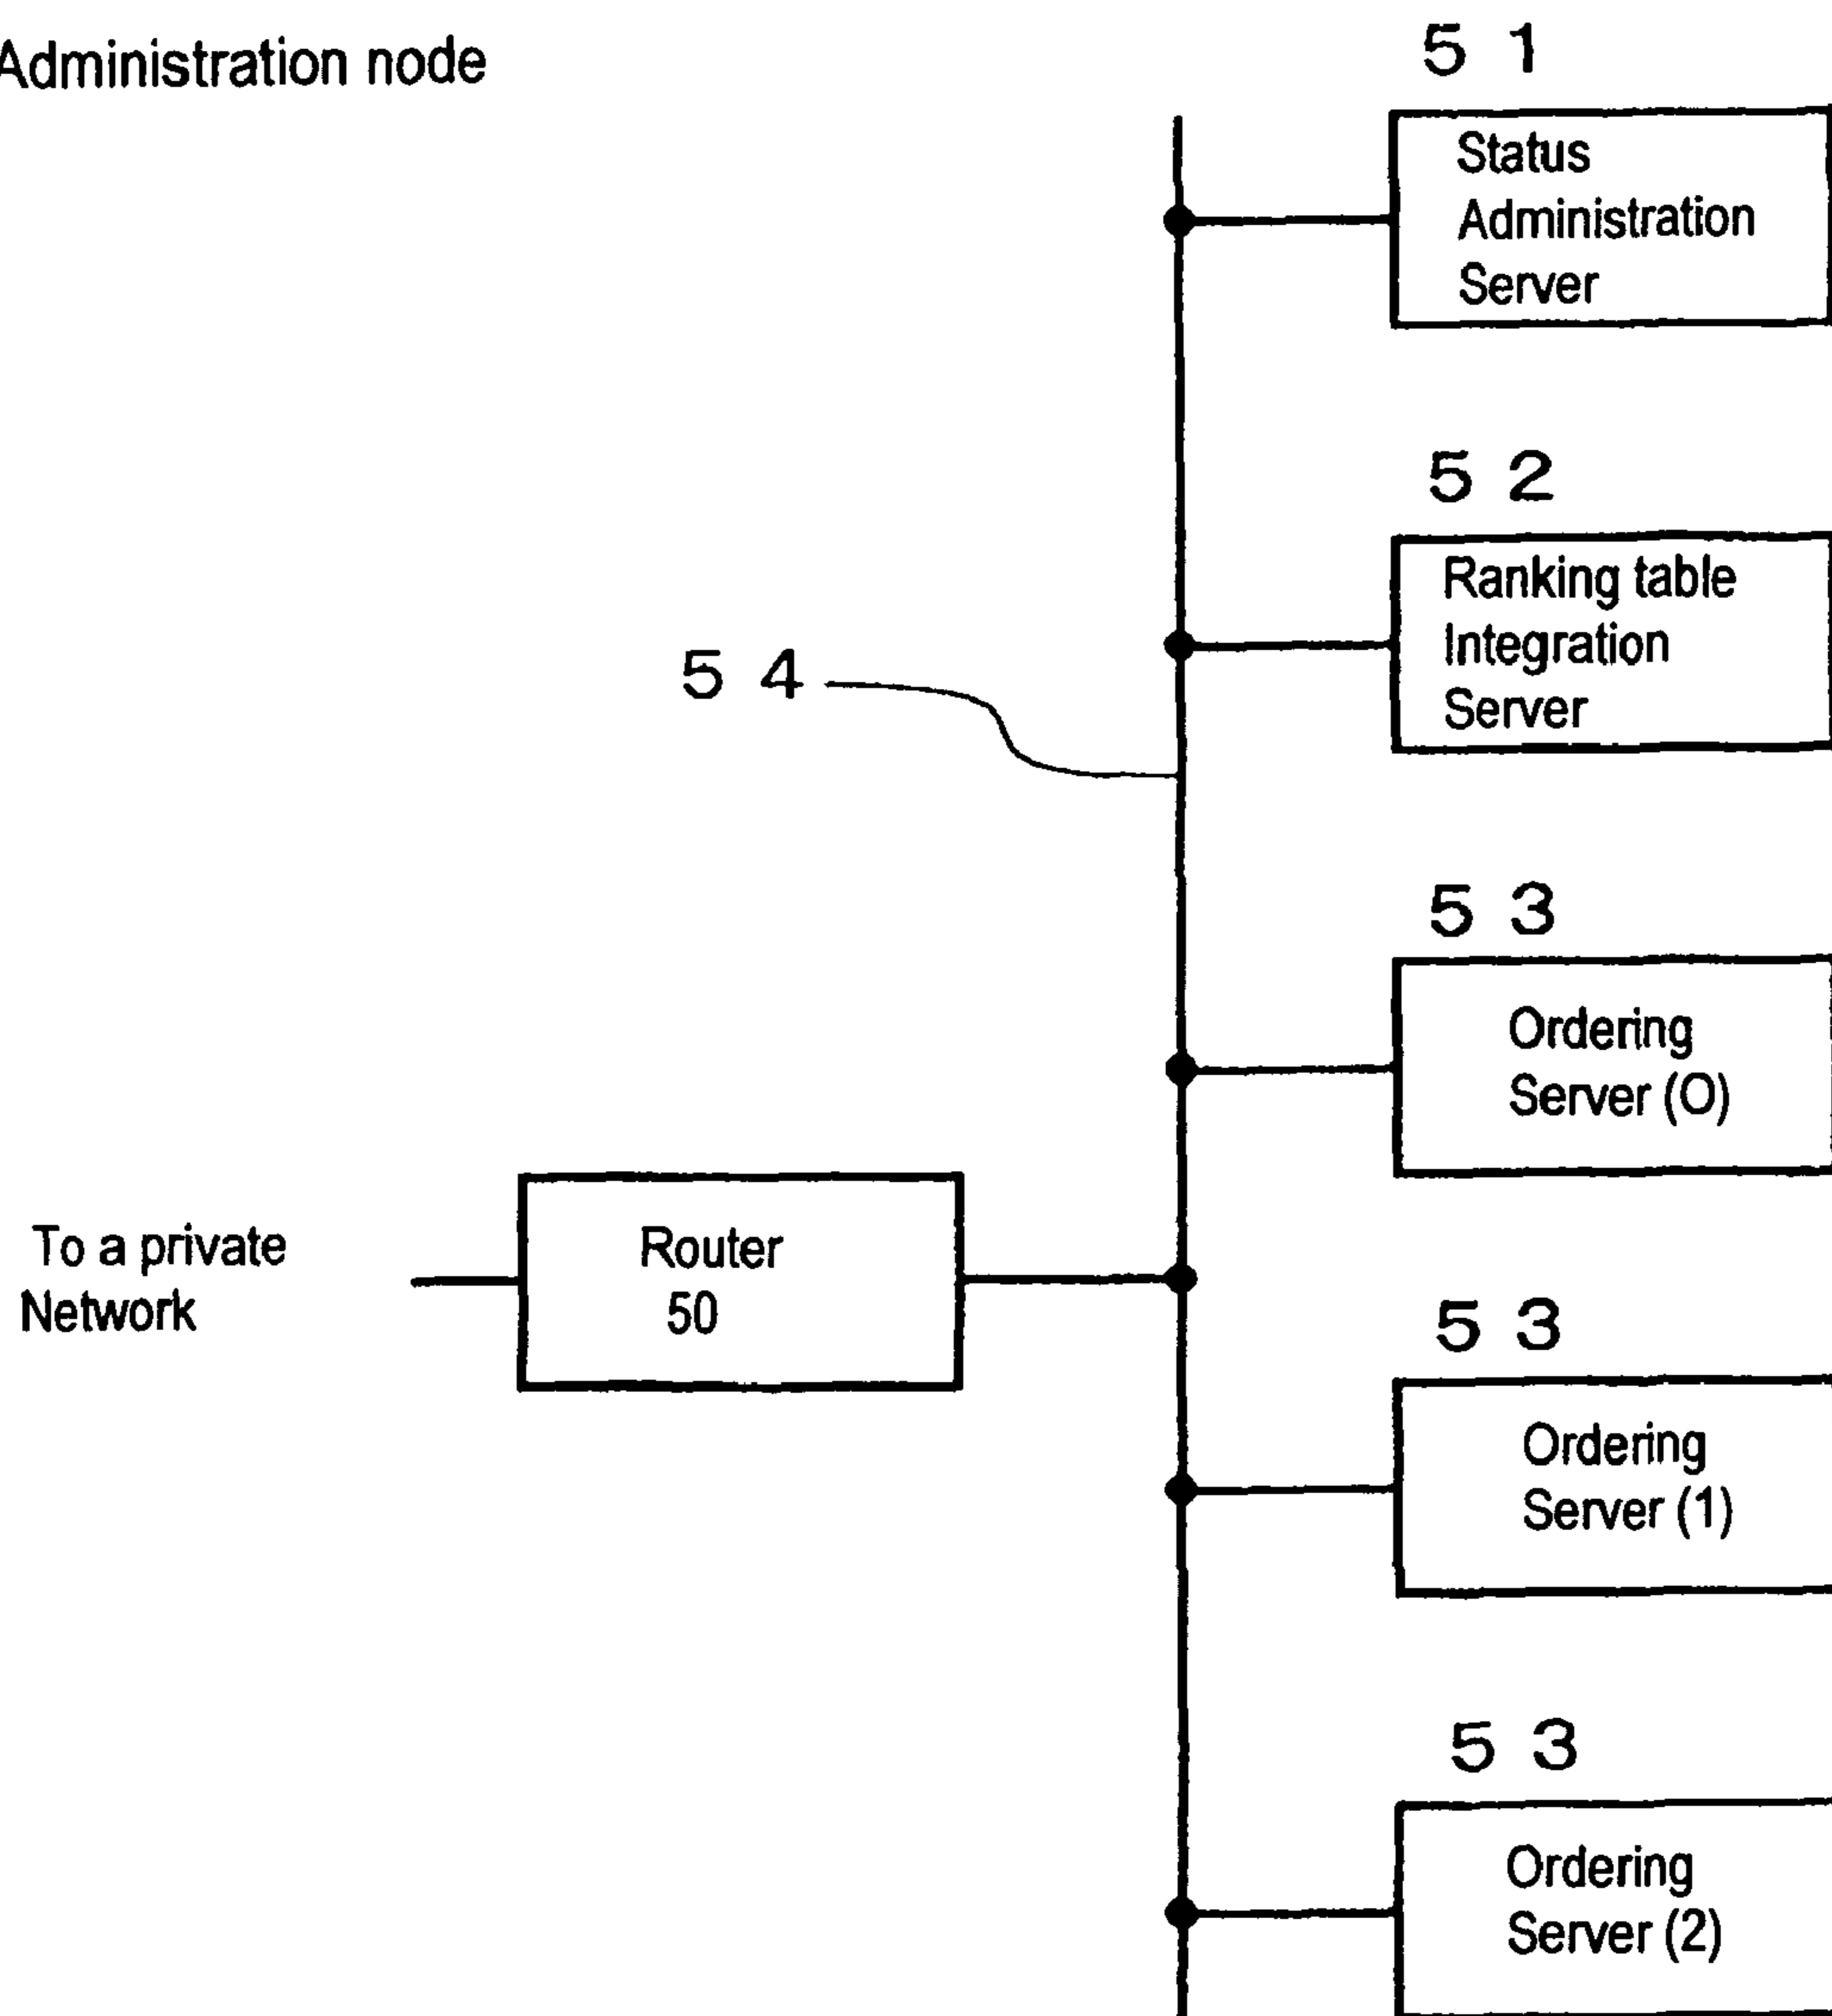 Administration node
5 1
Status
Administration
Server
5 2
Ranking table
Integration
Server
5 4
5 3
Ordering
Server (O)
To a private
Network
Router
50
5 3
Ordering
Server (1)
5 3
Ordering
Server (2)